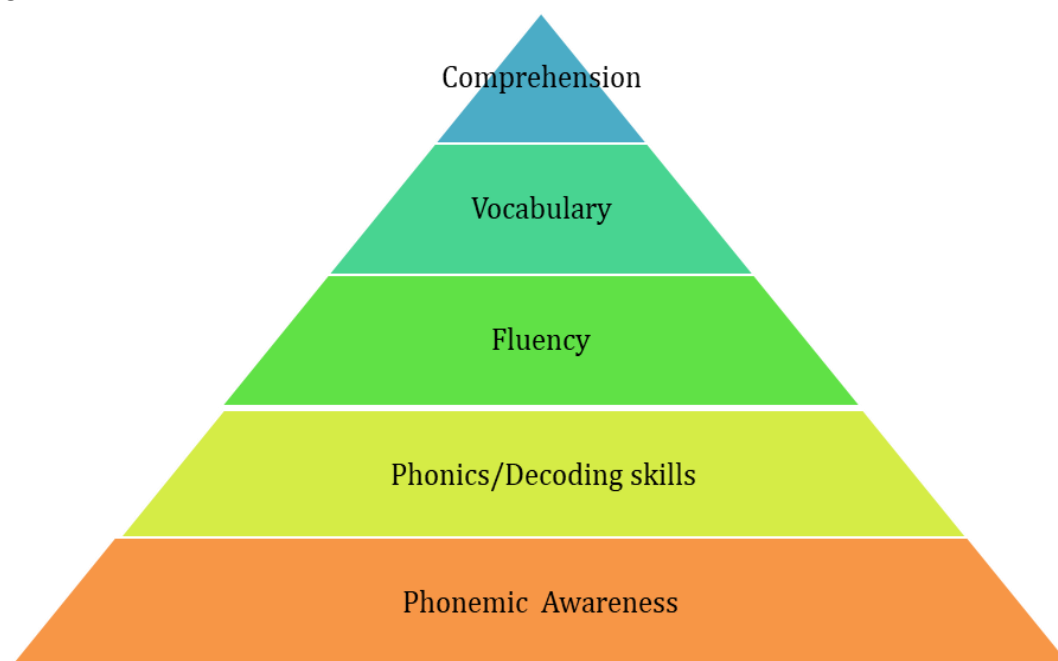 Comprehension
Vocabulary
Fluency
Phonics/Decoding skills
Phonemic Awareness